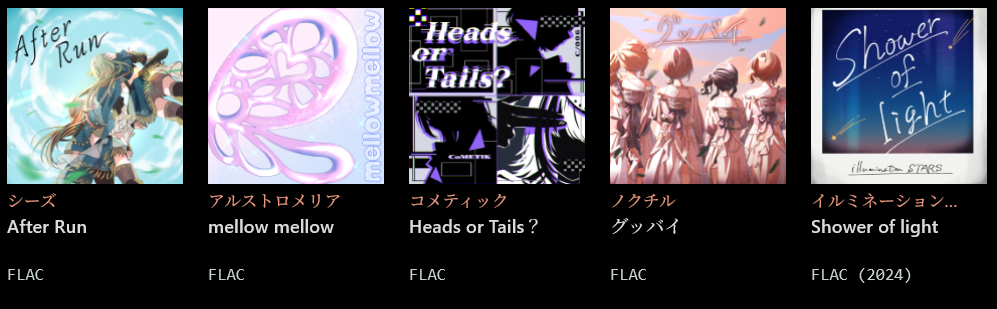 After
Run
mellowmellow
Heads
or
Tails?
CoMETIK
グッバイ
Shower
of
light
illumination STARS
シーズ
After Run
FLAC
アルストロメリア
mellow mellow
FLAC
コメティック
Heads or Tails？
FLAC
ノクチル
グッバイ
FLAC
イルミネーション...
Shower of light
FLAC (2024)